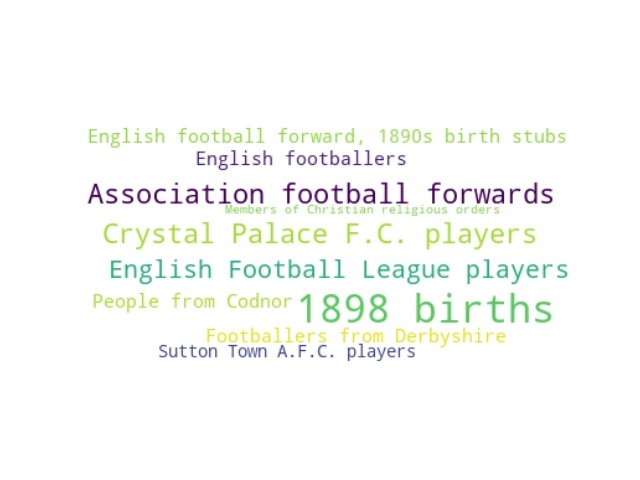 English football forward, 1890s birth stubs
English footballers
Association football forwards
Members of Christian religious orders
Crystal Palace F.C. players
English Football League players
People from Codnor
1898 births
Footballers from Derbyshire
Sutton Town A.F.C. players